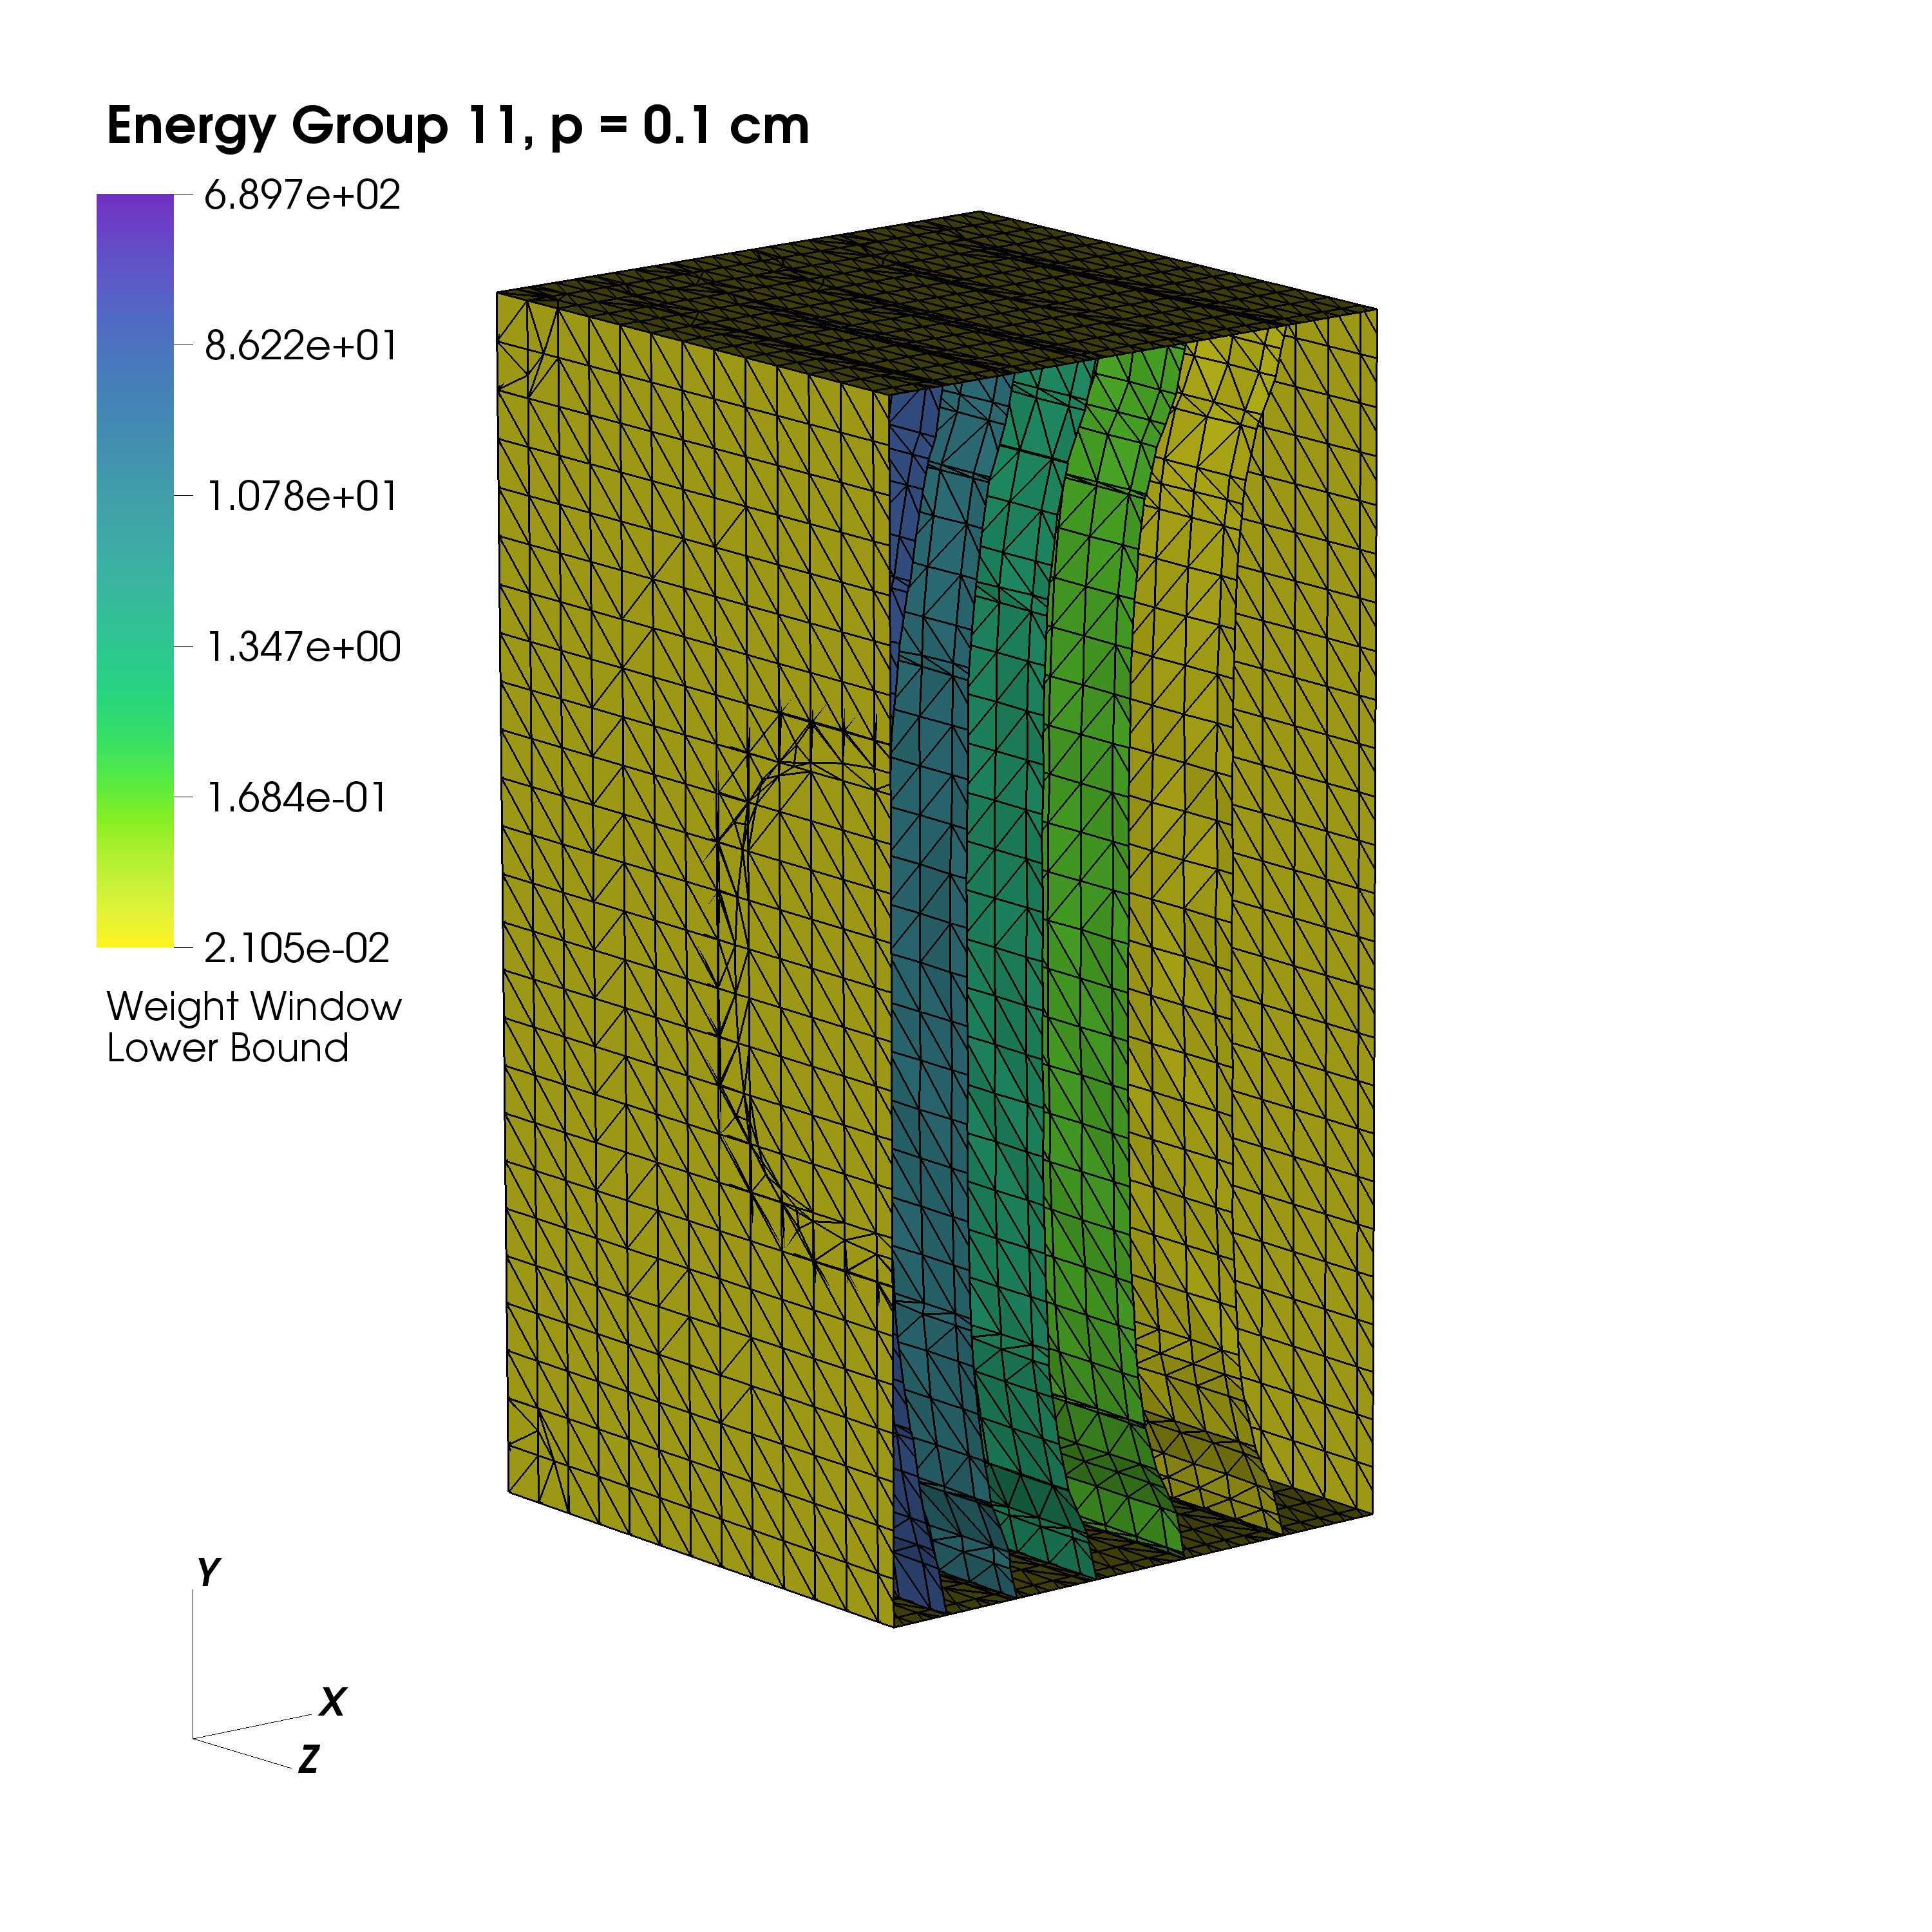 Energy Group 11, p = 0.1 cm
6.897e+02
8.622e+01
1.078e+01
1.347e+00
1.684e-01
2.105e-02
Weight Window
Lower Bound
Y
X
Z